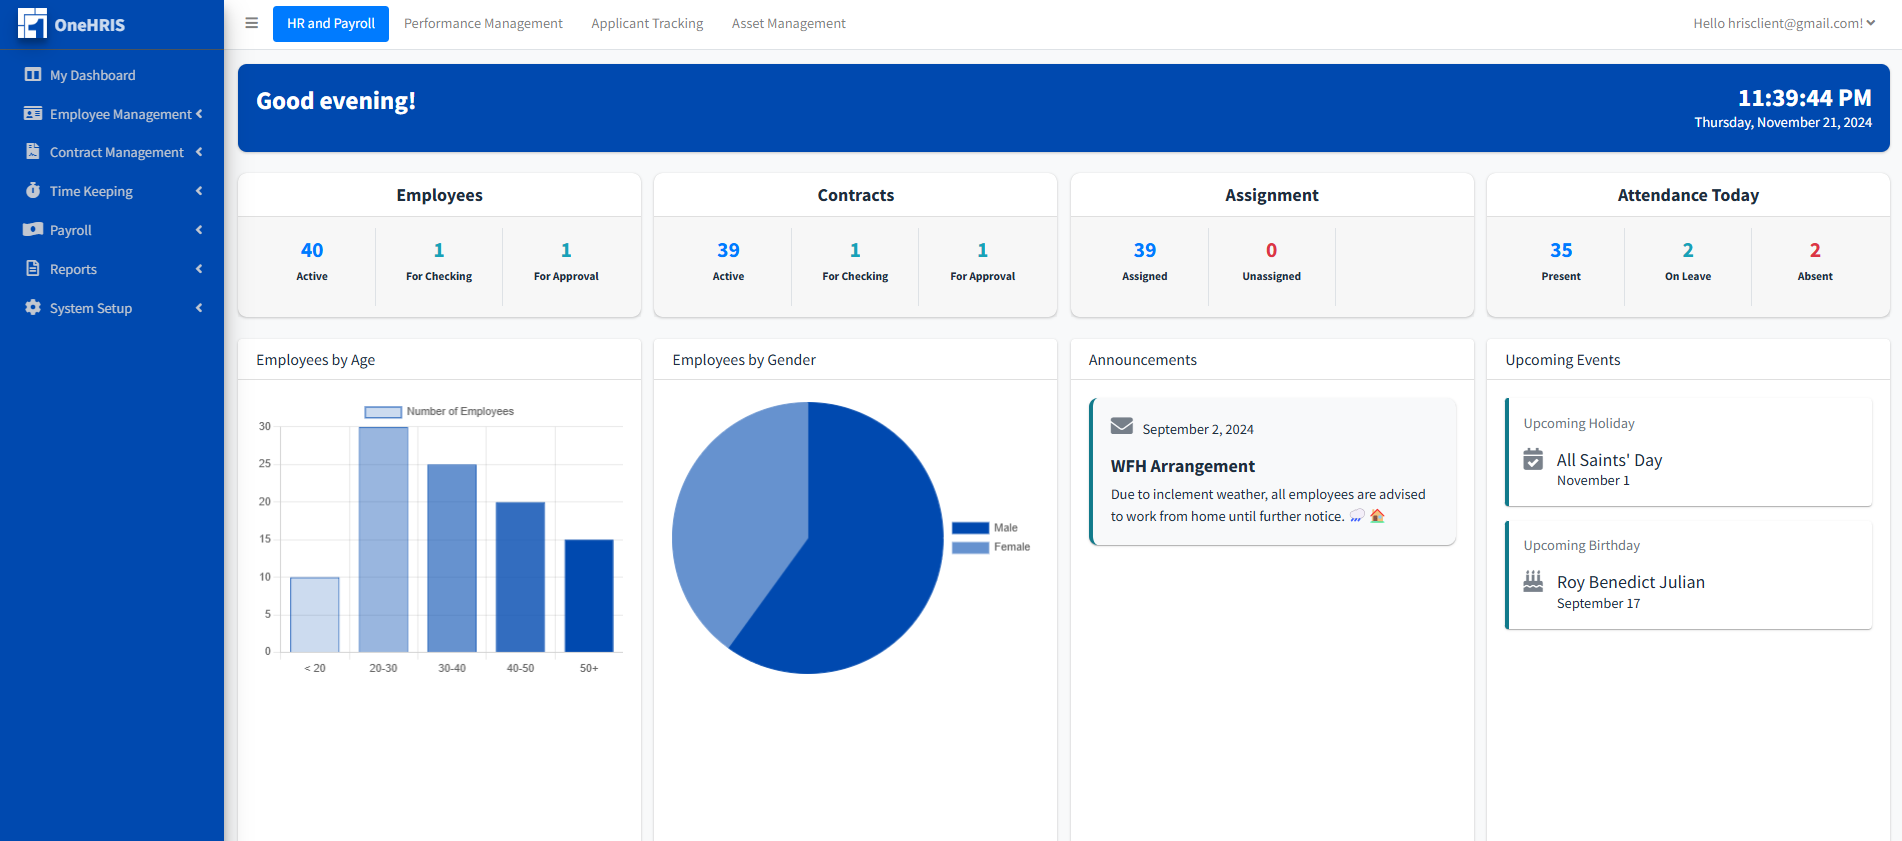 OneHRIS
HR and Payroll
Performance Management
Applicant Tracking
Asset Management
Hello hrisclient@gmail.com!
My Dashboard
Employee Management
Contract Management
Time Keeping
Payroll
Reports
System Setup
Good evening!
11:39:44 PM
Thursday, November 21, 2024
Employees
40
Active
1
For Checking
1
For Approval
Contracts
39
Active
1
For Checking
1
For Approval
Assignment
39
Assigned
0
Unassigned
Attendance Today
35
Present
2
On Leave
2
Absent
Employees by Age
Number of Employees
30
25
20
15
10
5
0
< 20
20-30
30-40
40-50
50+
Employees by Gender
Male
Female
Announcements
September 2, 2024
WFH Arrangement
Due to inclement weather, all employees are advised
to work from home until further notice. 🌧️ 🏠
Upcoming Events
Upcoming Holiday
All Saints' Day
November 1
Upcoming Birthday
Roy Benedict Julian
September 17